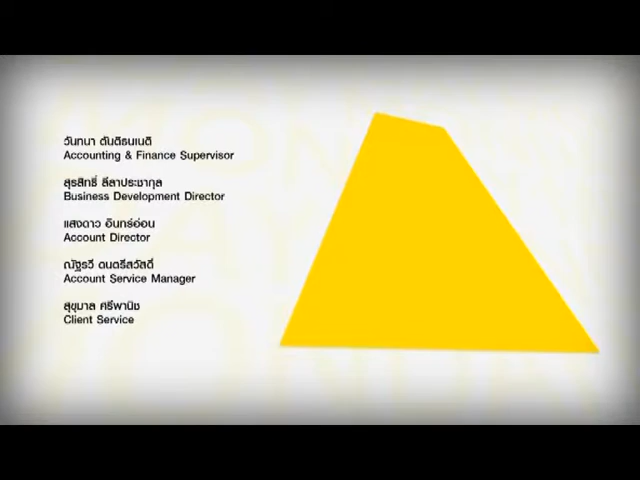 วันทนา ตันติธนเนติ
Accounting & Finance Supervisor
สุรสิทธิ์ ลีลาประชากุล
Business Development Director
แสงดาว อินทร์อ่อน
Account Director
ณัฐรวี ดนตรีสวัสดิ์
Account Service Manager
สุขุมาล ศรีพานิช
Client Service